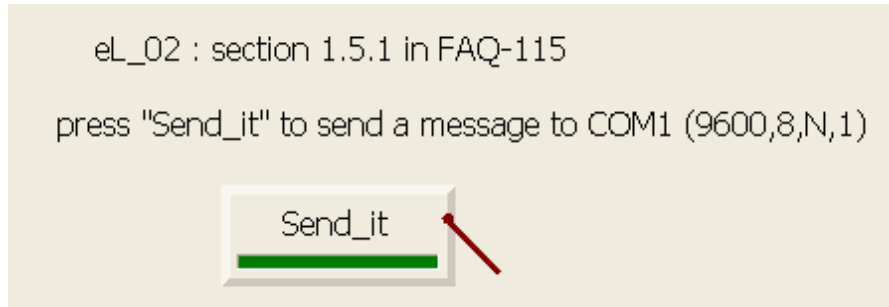 eL_02 : section 1.5.1 in FAQ-115
press "Send_it" to send a message to COM1 (9600,8,N,1)
Send_it